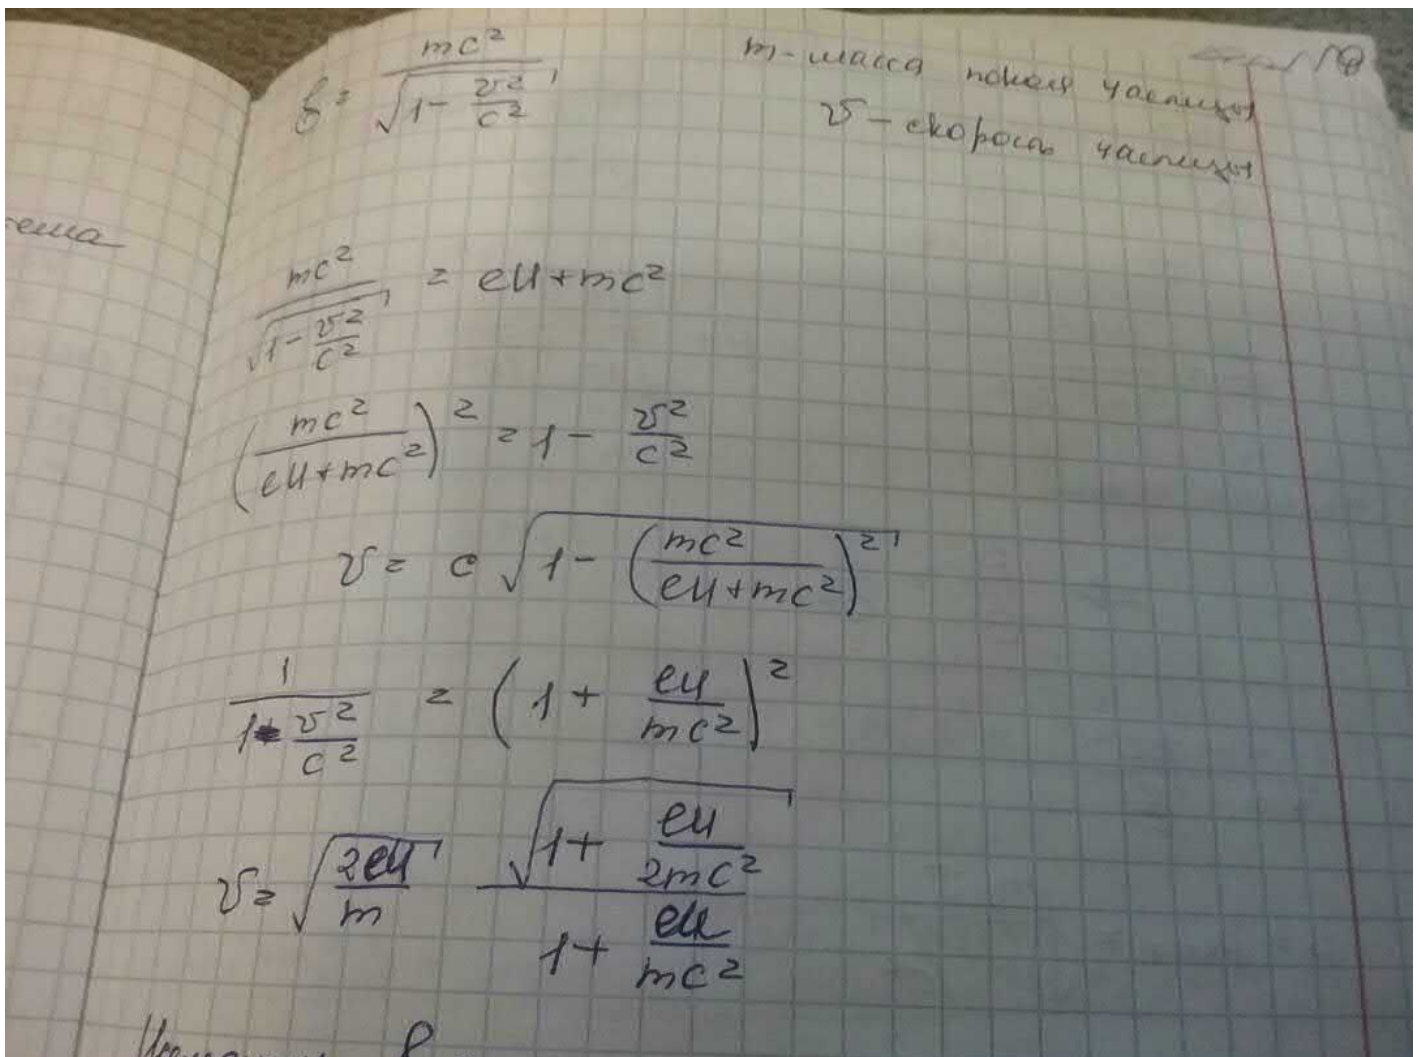 ℰ = mc² / √(1 - v²/c²) m - масса покоя частицы
v - скорость частицы
ема
mc² / √(1 - v²/c²) = eU + mc²
(mc² / (eU + mc²))² = 1 - v²/c²
v = c √(1 - (mc² / (eU + mc²))²)
1 / (1 - v²/c²) = (1 + eU/mc²)²
v = √(2eU/m) √(1 + eU/2mc²) / (1 + eU/mc²)